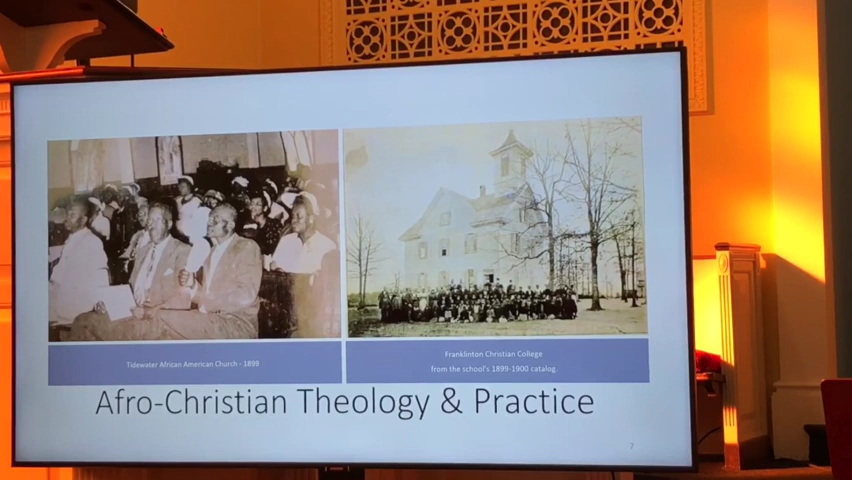 Tidewater African American Church - 1899
Franklinton Christian College
from the school's 1899-1900 catalog.
Afro-Christian Theology & Practice
7